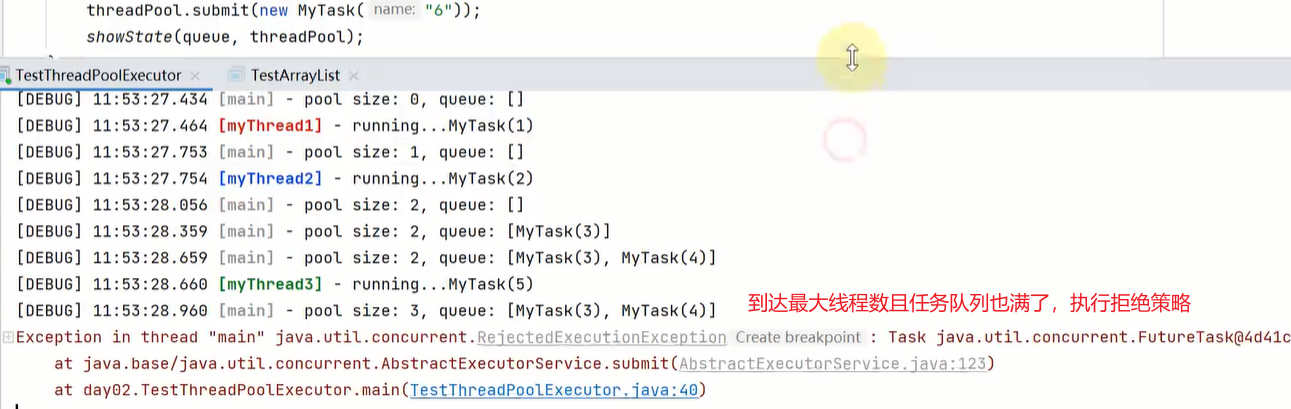 threadPool.submit(new MyTask( name: "6"));
showState(queue, threadPool);
TestThreadPoolExecutor × TestArrayList ×
[DEBUG] 11:53:27.434 [main] - pool size: 0, queue: []
[DEBUG] 11:53:27.464 [myThread1] - running...MyTask(1)
[DEBUG] 11:53:27.753 [main] - pool size: 1, queue: []
[DEBUG] 11:53:27.754 [myThread2] - running...MyTask(2)
[DEBUG] 11:53:28.056 [main] - pool size: 2, queue: []
[DEBUG] 11:53:28.359 [main] - pool size: 2, queue: [MyTask(3)]
[DEBUG] 11:53:28.659 [main] - pool size: 2, queue: [MyTask(3), MyTask(4)]
[DEBUG] 11:53:28.660 [myThread3] - running...MyTask(5)
[DEBUG] 11:53:28.960 [main] - pool size: 3, queue: [MyTask(3), MyTask(4)]
到达最大线程数且任务队列也满了，执行拒绝策略
Exception in thread "main" java.util.concurrent.RejectedExecutionException Create breakpoint : Task java.util.concurrent.FutureTask@4d41c
at java.base/java.util.concurrent.AbstractExecutorService.submit(AbstractExecutorService.java:123)
at day02.TestThreadPoolExecutor.main(TestThreadPoolExecutor.java:40)